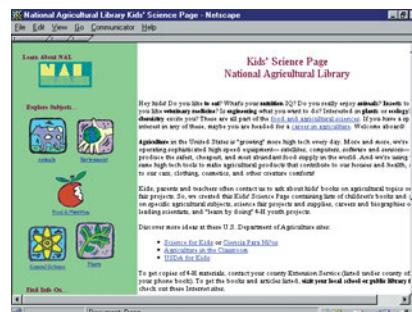 National Agricultural Library Kids' Science Page - Netscape
File Edit View Go Communicator Help
Learn About NAL
NAL
Explore Subjects...
Animals
Environment
Food & Nutrition
General Science
Plants
Find Info On...
Kids' Science Page
National Agricultural Library
Hey kids! Do you like to eat? What's your nutrition IQ? Do you really enjoy animals? Insects to
you like veterinary medicine? Is engineering what you want to do? Interested in plants or ecology?
chemistry excite you? These are all part of the food and agricultural sciences. If you have a sp
interest in any of these, maybe you are headed for a career in agriculture. Welcome aboard!
Agriculture in the United States is "growing" more high tech every day. More and more, we're
operating sophisticated high speed equipment-- satellites, computers, software and sensors--
produce the safest, cheapest, and most abundant food supply in the world. And we're using
same high tech tools to make agricultural products that contribute to our homes and health,
to our cars, clothing, cosmetics, and other creature comforts!
Kids, parents and teachers often contact us to ask about kids' books on agricultural topics or
fair projects. So, we created this Kids' Science Page containing lists of children's books and
on specific agricultural subjects, science fair projects and supplies, careers and biographies o
leading scientists, and "learn by doing" 4-H youth projects.
Discover more ideas at these U.S. Department of Agriculture sites:
Science for Kids or Ciencia Para Niños
Agriculture in the Classroom
USDA for Kids
To get copies of 4-H materials, contact your county Extension Service (listed under county of
your phone book). To get the books and articles listed, visit your local school or public library
check out these Internet sites.
Document: Done